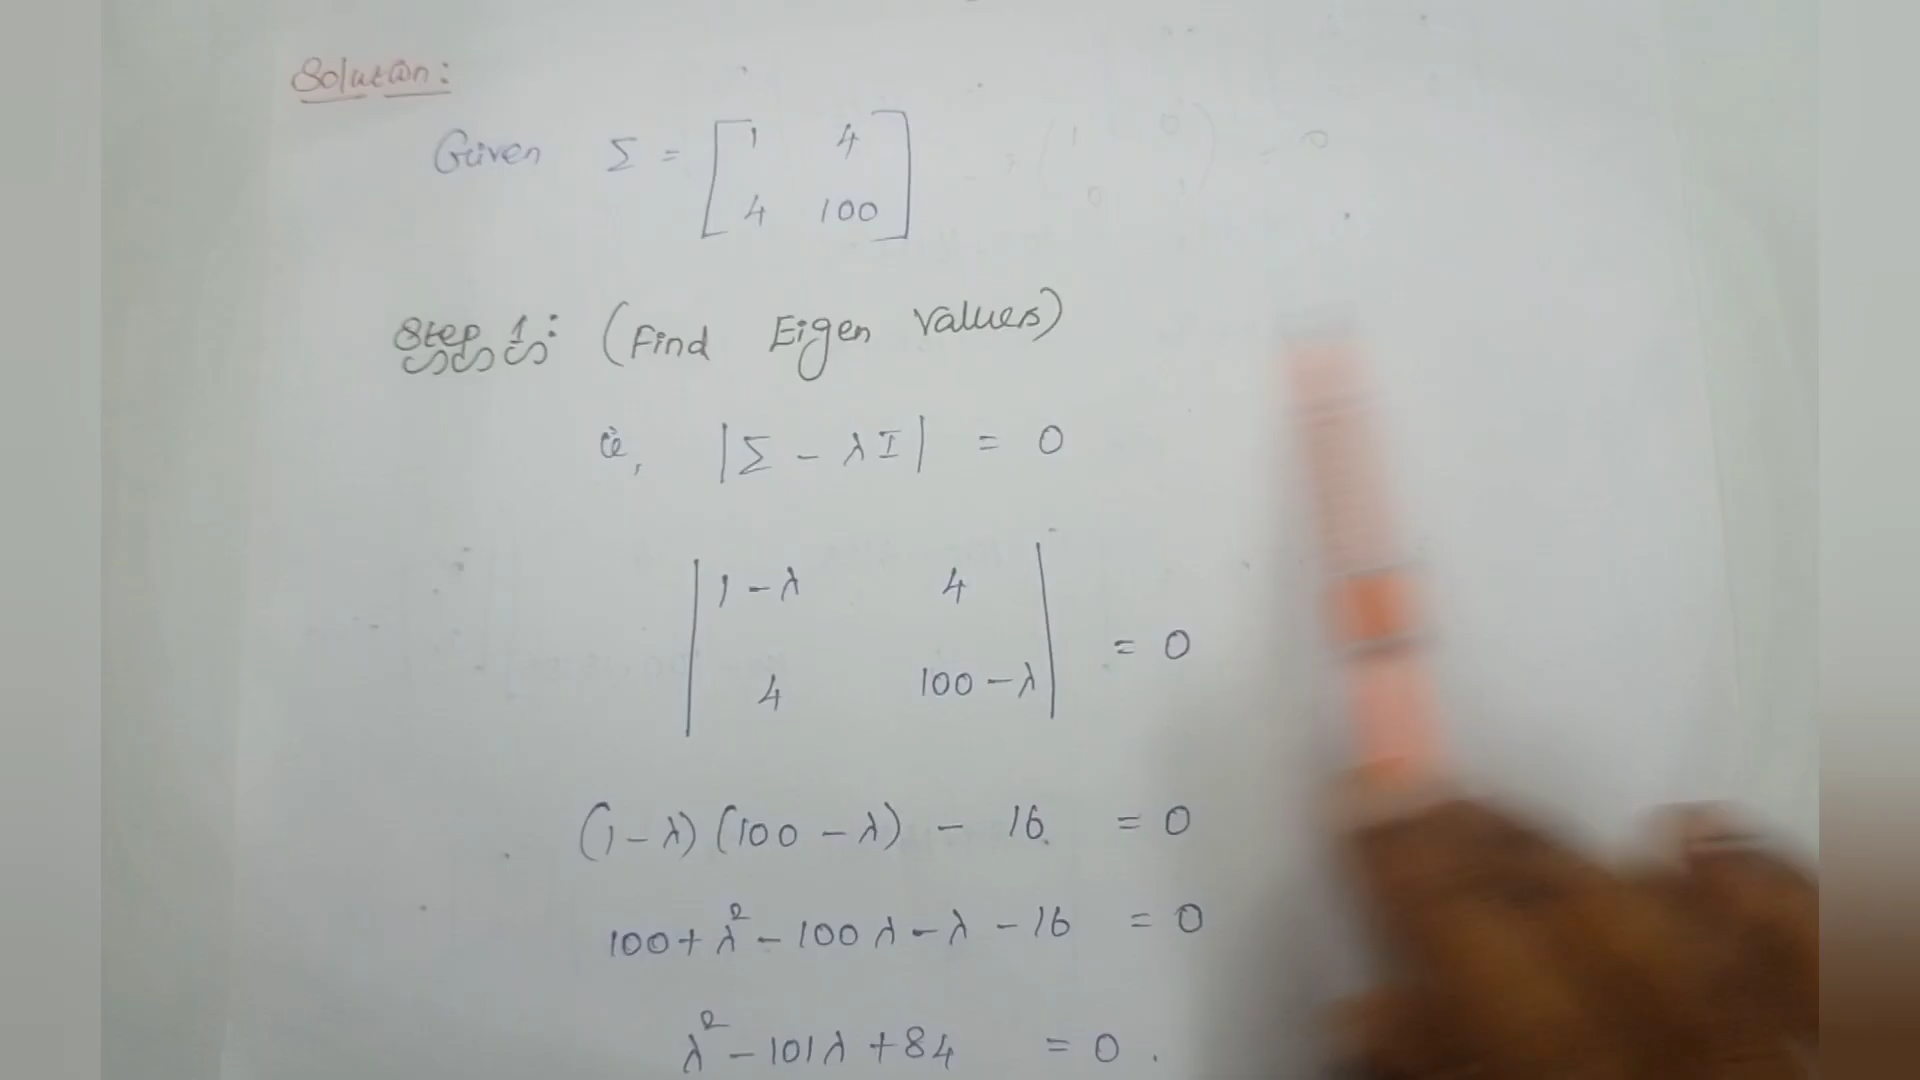 Solution:
Given Σ = [ 1 4
4 100 ]
Step 1: (Find Eigen values)
ie, |Σ - λI| = 0
| 1-λ 4
4 100-λ | = 0
(1-λ) (100-λ) - 16 = 0
100+λ² - 100λ - λ - 16 = 0
λ² - 101λ + 84 = 0.